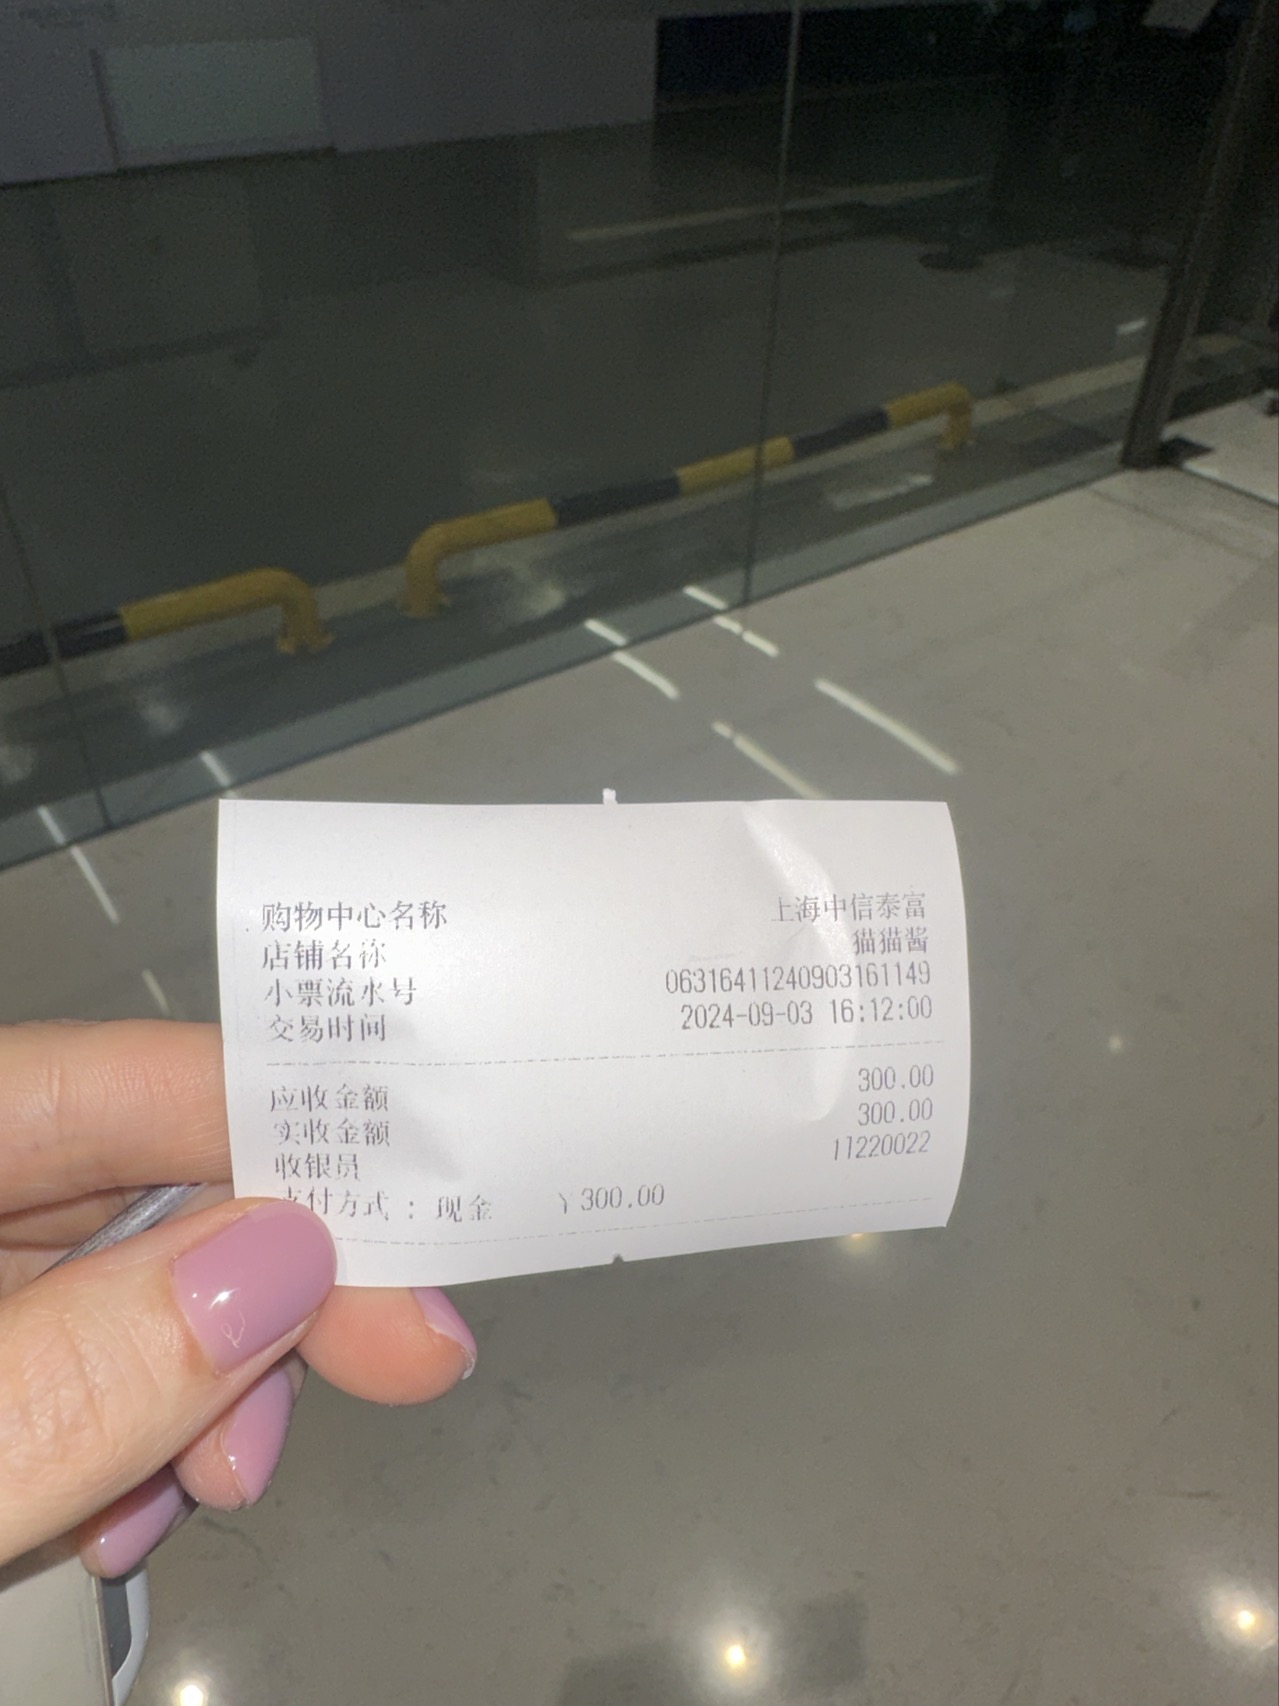 购物中心名称 上海中信泰富
店铺名称 猫猫酱
小票流水号 06316411240903161149
交易时间 2024-09-03 16:12:00
应收金额 300.00
实收金额 300.00
收银员 11220022
支付方式 : 现金 ¥300.00